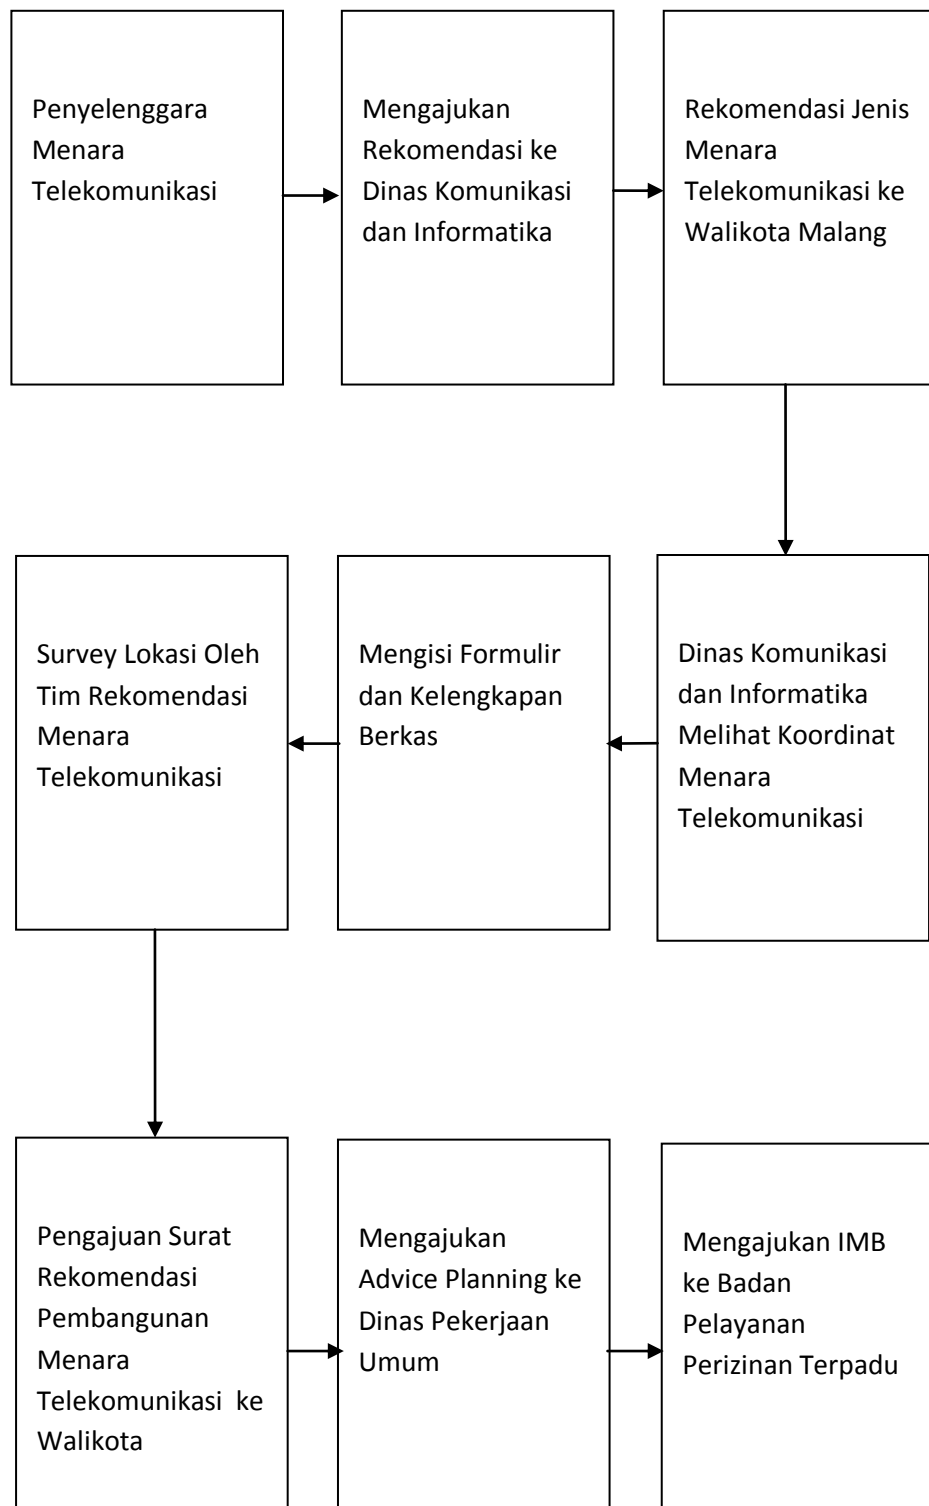 Penyelenggara
Menara
Telekomunikasi
Mengajukan
Rekomendasi ke
Dinas Komunikasi
dan Informatika
Rekomendasi Jenis
Menara
Telekomunikasi ke
Walikota Malang
Dinas Komunikasi
dan Informatika
Melihat Koordinat
Menara
Telekomunikasi
Mengisi Formulir
dan Kelengkapan
Berkas
Survey Lokasi Oleh
Tim Rekomendasi
Menara
Telekomunikasi
Pengajuan Surat
Rekomendasi
Pembangunan
Menara
Telekomunikasi ke
Walikota
Mengajukan
Advice Planning ke
Dinas Pekerjaan
Umum
Mengajukan IMB
ke Badan
Pelayanan
Perizinan Terpadu